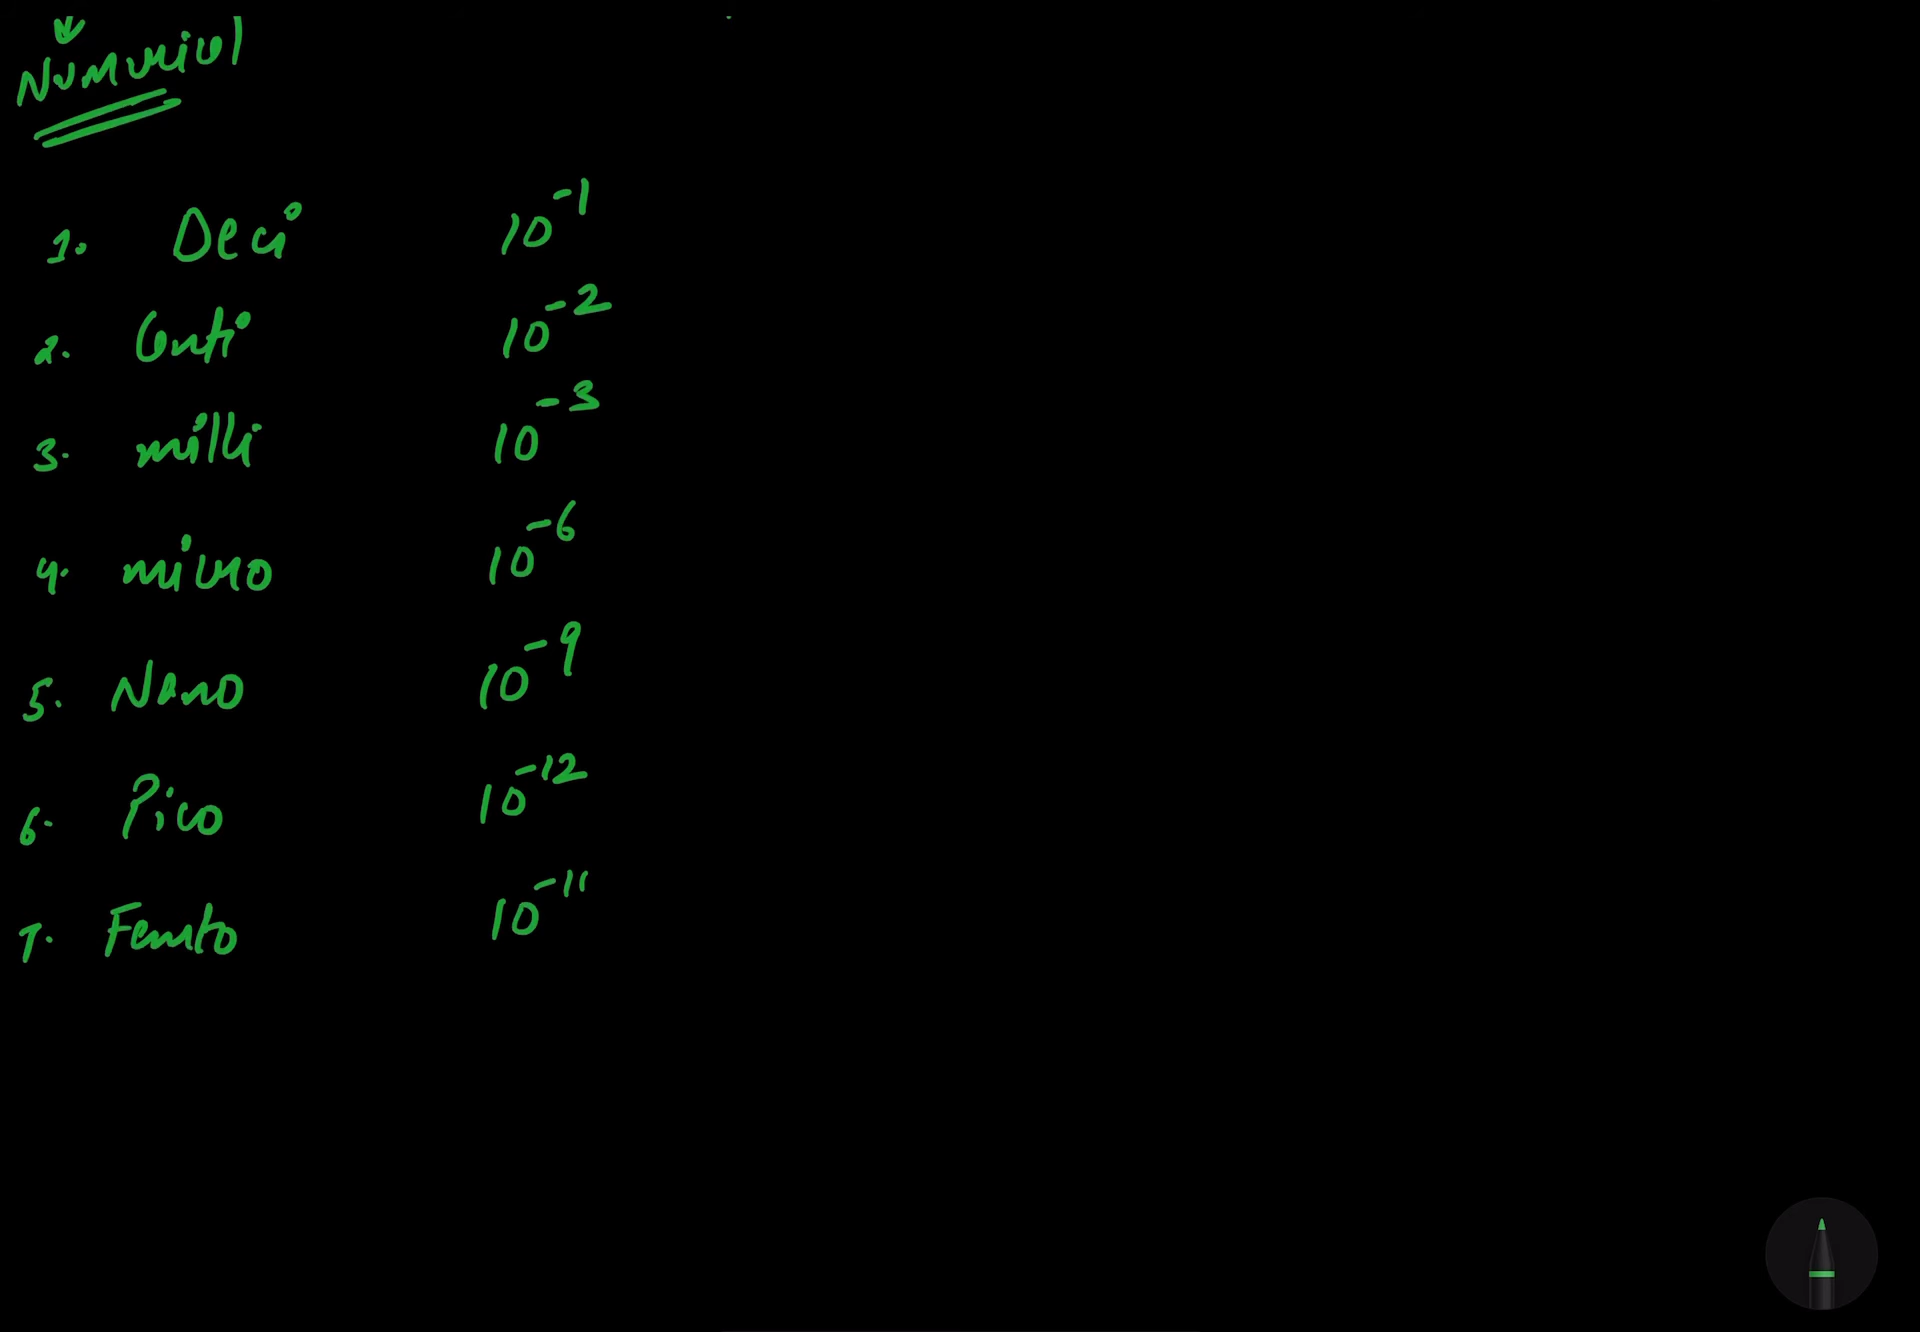 Numerical
1. Deci 10^-1
2. Centi 10^-2
3. milli 10^-3
4. micro 10^-6
5. Nano 10^-9
6. Pico 10^-12
7. Femto 10^-11